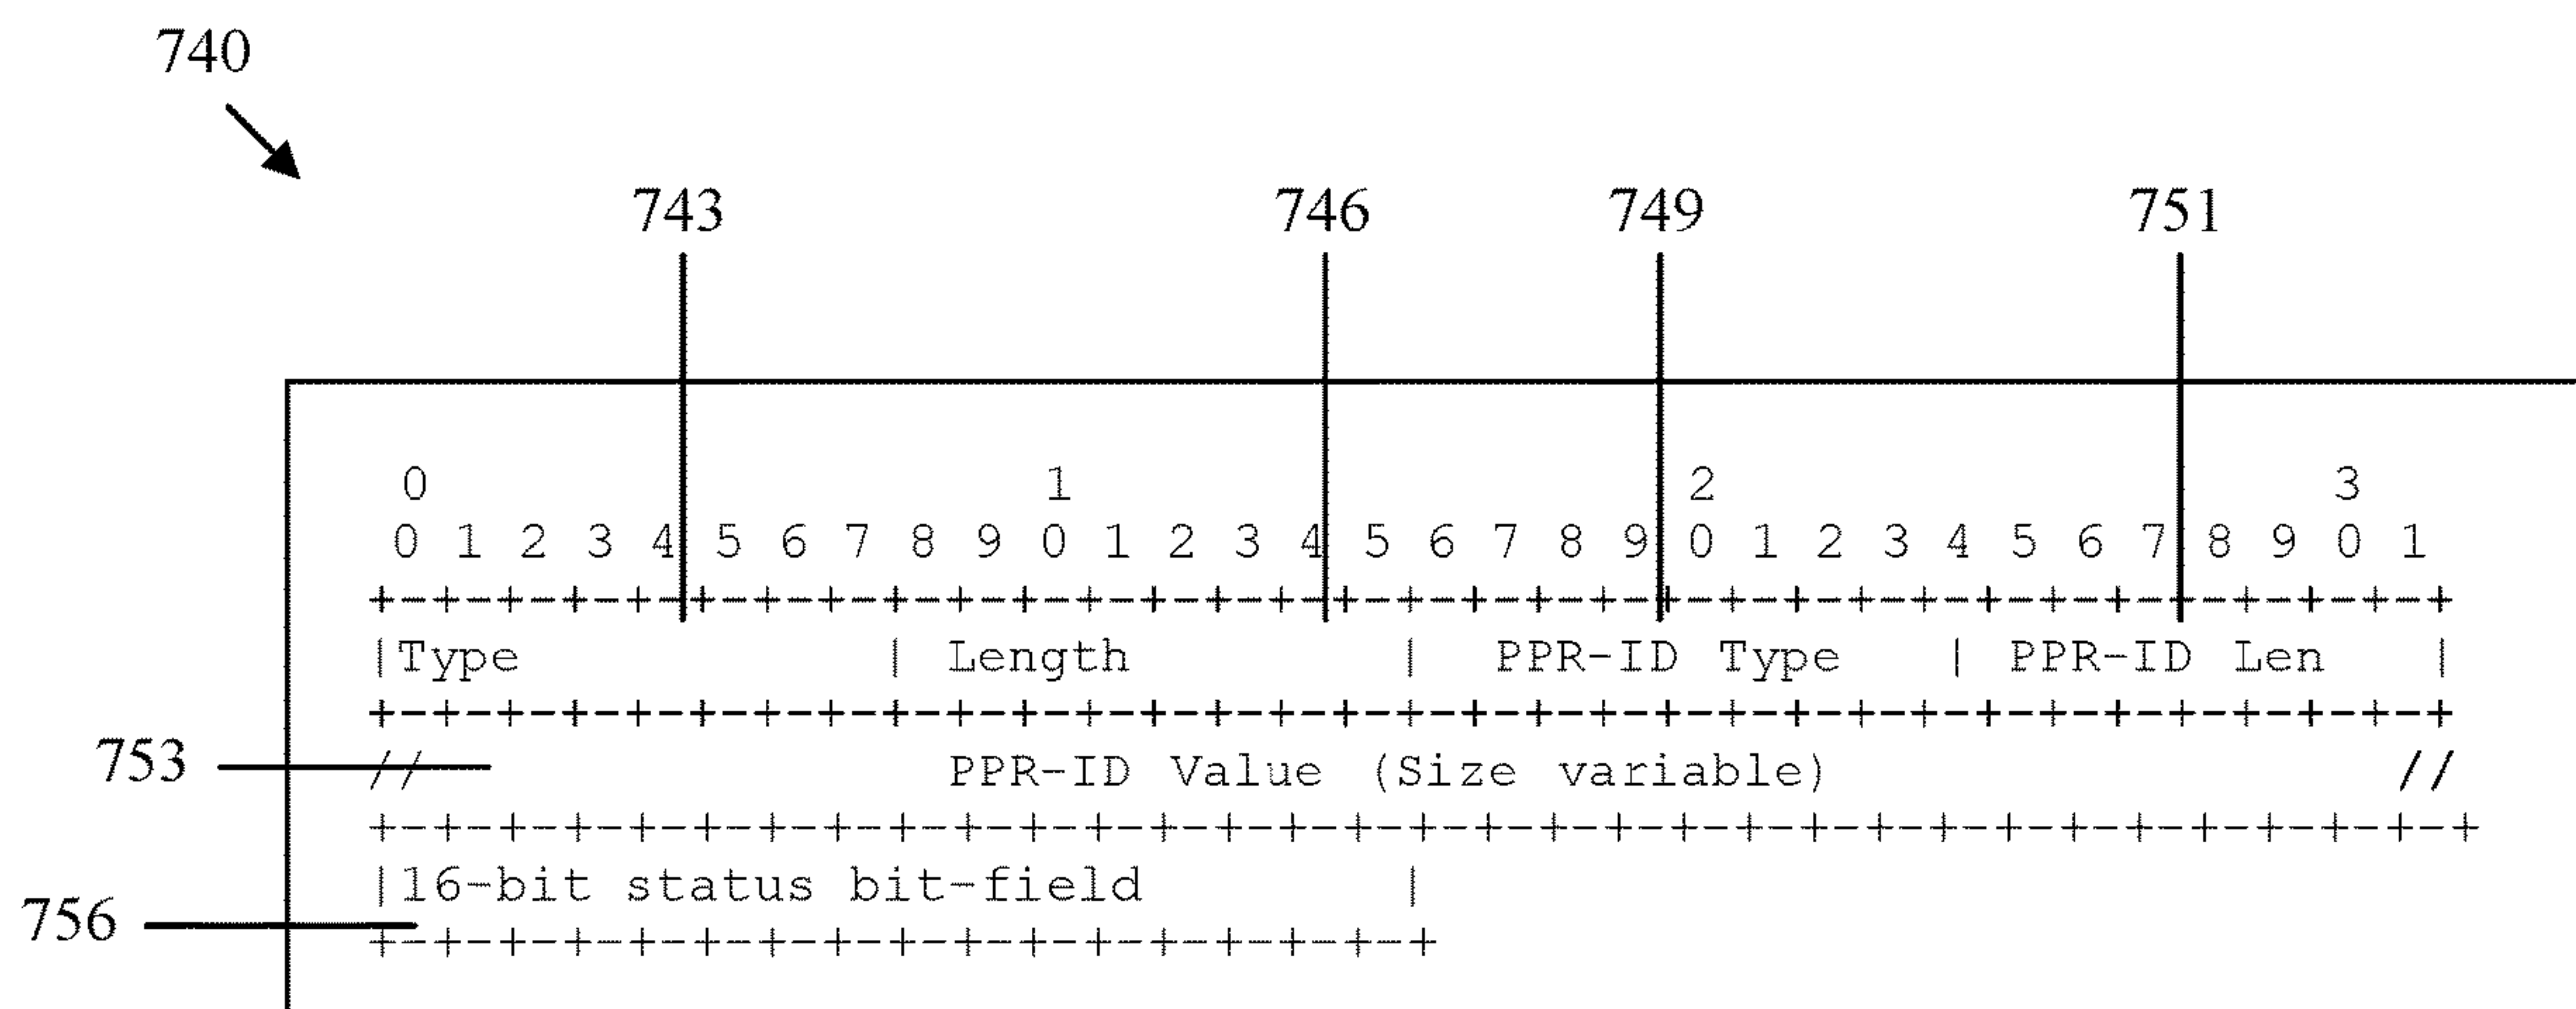 740
743 746 749 751
0 1 2 3
0 1 2 3 4 5 6 7 8 9 0 1 2 3 4 5 6 7 8 9 0 1 2 3 4 5 6 7 8 9 0 1
+-+-+-+-+-+-+-+-+-+-+-+-+-+-+-+-+-+-+-+-+-+-+-+-+-+-+-+-+-+-+-+-+
|Type | Length | PPR-ID Type | PPR-ID Len |
+-+-+-+-+-+-+-+-+-+-+-+-+-+-+-+-+-+-+-+-+-+-+-+-+-+-+-+-+-+-+-+-+
753 // PPR-ID Value (Size variable) //
+-+-+-+-+-+-+-+-+-+-+-+-+-+-+-+-+-+-+-+-+-+-+-+-+-+-+-+-+-+-+-+-+
|16-bit status bit-field |
756
+-+-+-+-+-+-+-+-+-+-+-+-+-+-+-+-+